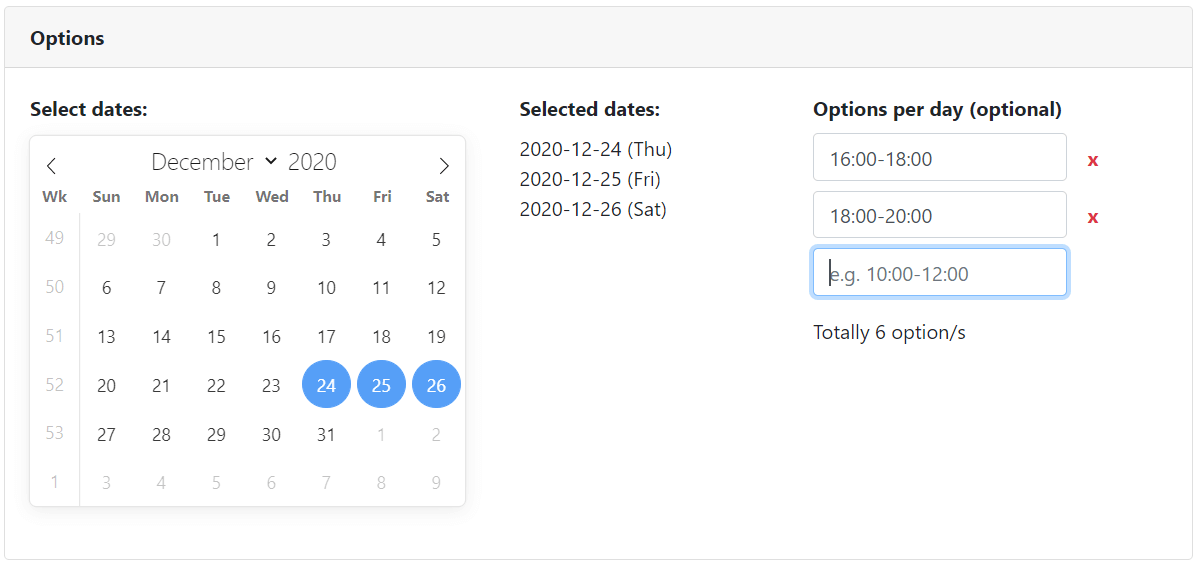 Options
Select dates:
December 2020
Wk Sun Mon Tue Wed Thu Fri Sat
49 29 30 1 2 3 4 5
50 6 7 8 9 10 11 12
51 13 14 15 16 17 18 19
52 20 21 22 23 24 25 26
53 27 28 29 30 31 1 2
1 3 4 5 6 7 8 9
Selected dates:
2020-12-24 (Thu)
2020-12-25 (Fri)
2020-12-26 (Sat)
Options per day (optional)
16:00-18:00 x
18:00-20:00 x
e.g. 10:00-12:00
Totally 6 option/s